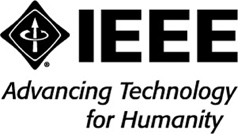 IEEE
®
Advancing Technology
for Humanity